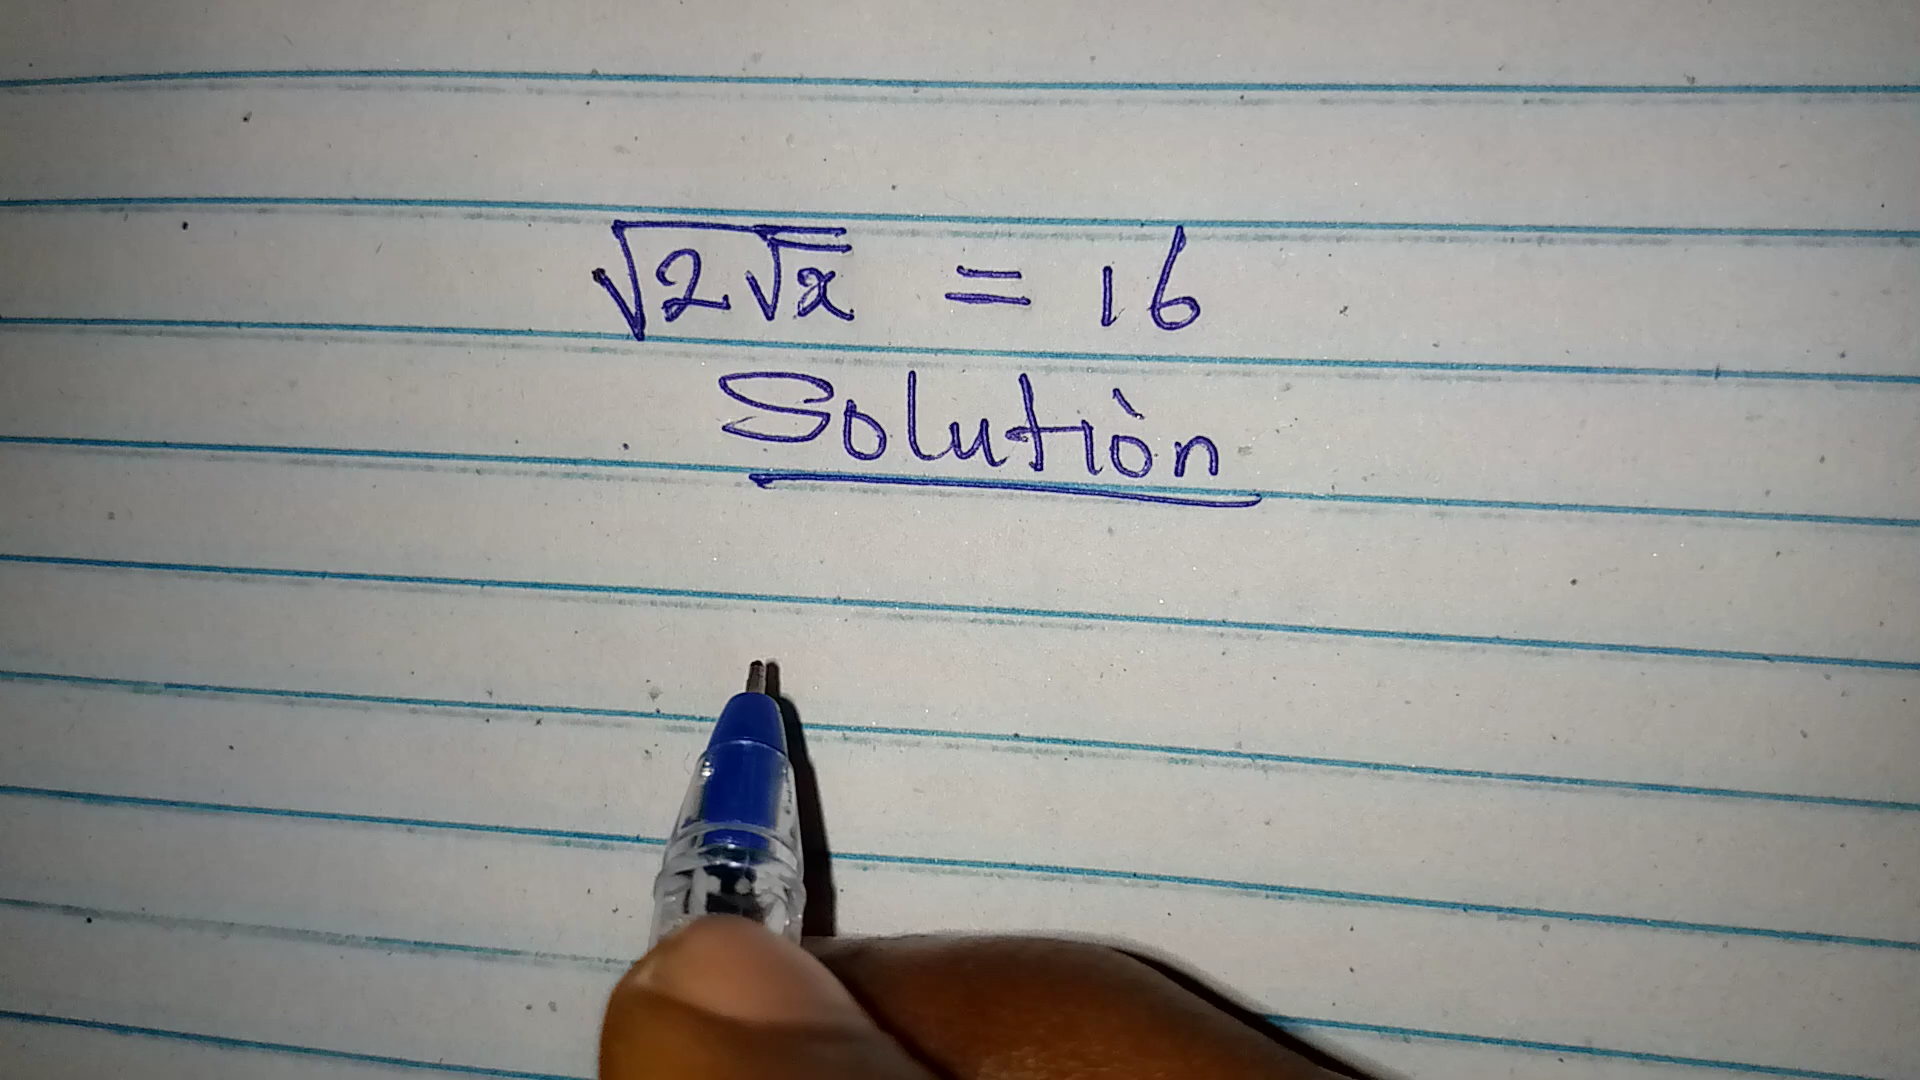 √(2√x) = 16
Solution